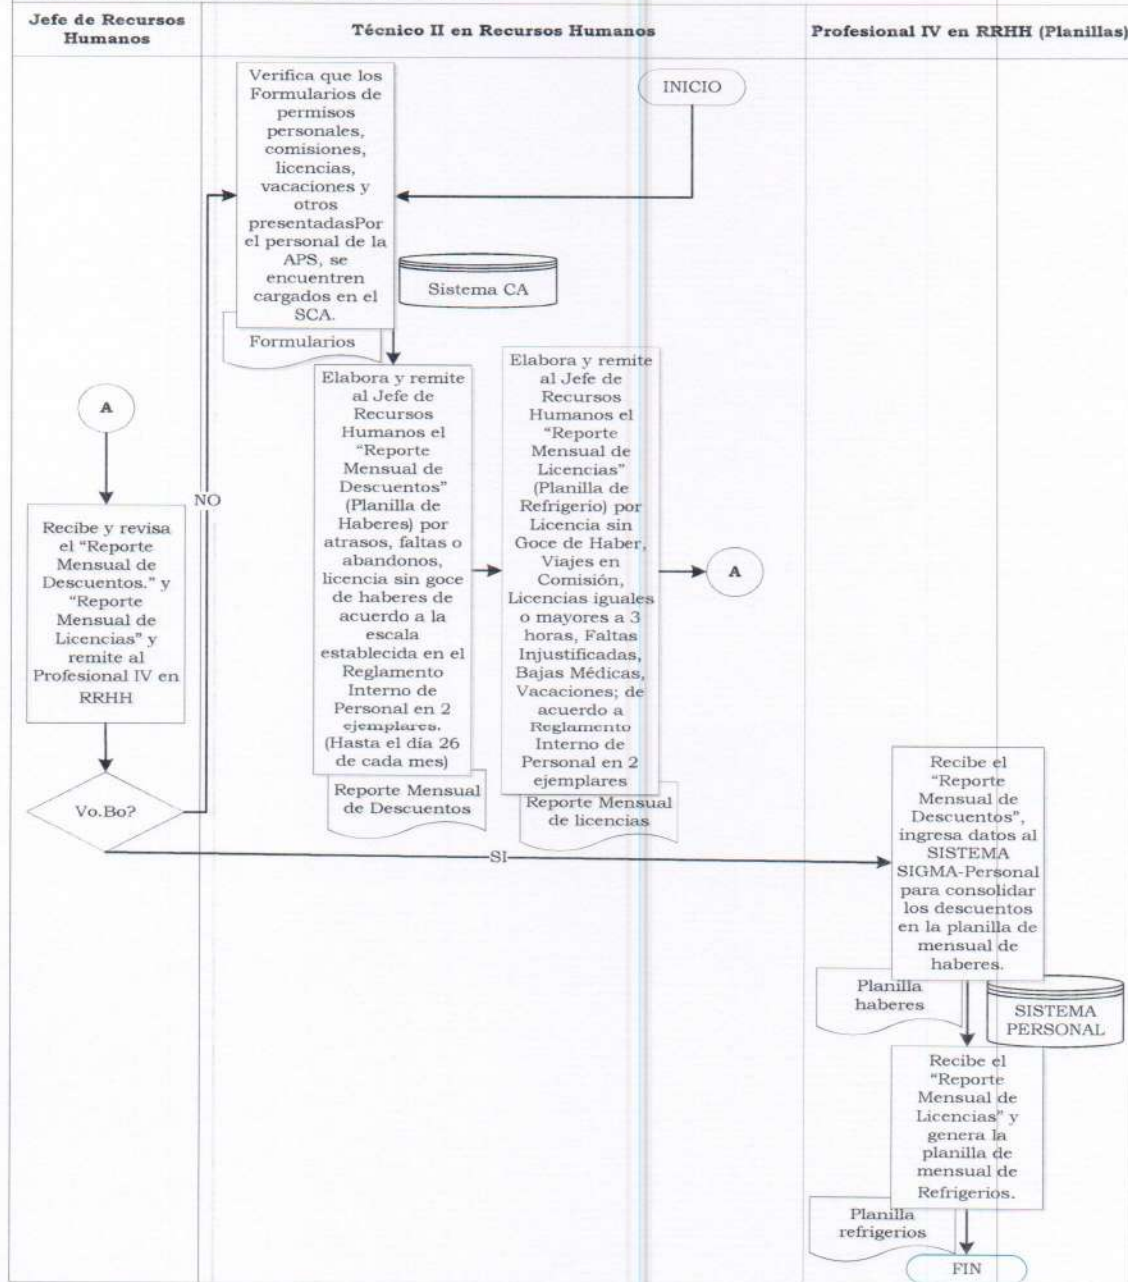 Jefe de Recursos
Humanos
Técnico II en Recursos Humanos
Profesional IV en RRHH (Planillas)
INICIO
Verifica que los
Formularios de
permisos
personales,
comisiones,
licencias,
vacaciones y
otros
presentadasPor
el personal de la
APS, se
encuentren
cargados en el
SCA.
Sistema CA
Formularios
Elabora y remite
al Jefe de
Recursos
Humanos el
“Reporte
Mensual de
Descuentos”
(Planilla de
Haberes) por
atrasos, faltas o
abandonos,
licencia sin goce
de haberes de
acuerdo a la
escala
establecida en el
Reglamento
Interno de
Personal en 2
ejemplares.
(Hasta el día 26
de cada mes)
Reporte Mensual
de Descuentos
Elabora y remite
al Jefe de
Recursos
Humanos el
“Reporte
Mensual de
Licencias”
(Planilla de
Refrigerio) por
Licencia sin
Goce de Haber,
Viajes en
Comisión,
Licencias iguales
o mayores a 3
horas, Faltas
Injustificadas,
Bajas Médicas,
Vacaciones; de
acuerdo a
Reglamento
Interno de
Personal en 2
ejemplares
Reporte Mensual
de licencias
A
A
Recibe y revisa
el “Reporte
Mensual de
Descuentos.” y
“Reporte
Mensual de
Licencias” y
remite al
Profesional IV en
RRHH
Vo.Bo?
NO
SI
Recibe el
“Reporte
Mensual de
Descuentos”,
ingresa datos al
SISTEMA
SIGMA-Personal
para consolidar
los descuentos
en la planilla de
mensual de
haberes.
Planilla
haberes
SISTEMA
PERSONAL
Recibe el
“Reporte
Mensual de
Licencias” y
genera la
planilla de
mensual de
Refrigerios.
Planilla
refrigerios
FIN